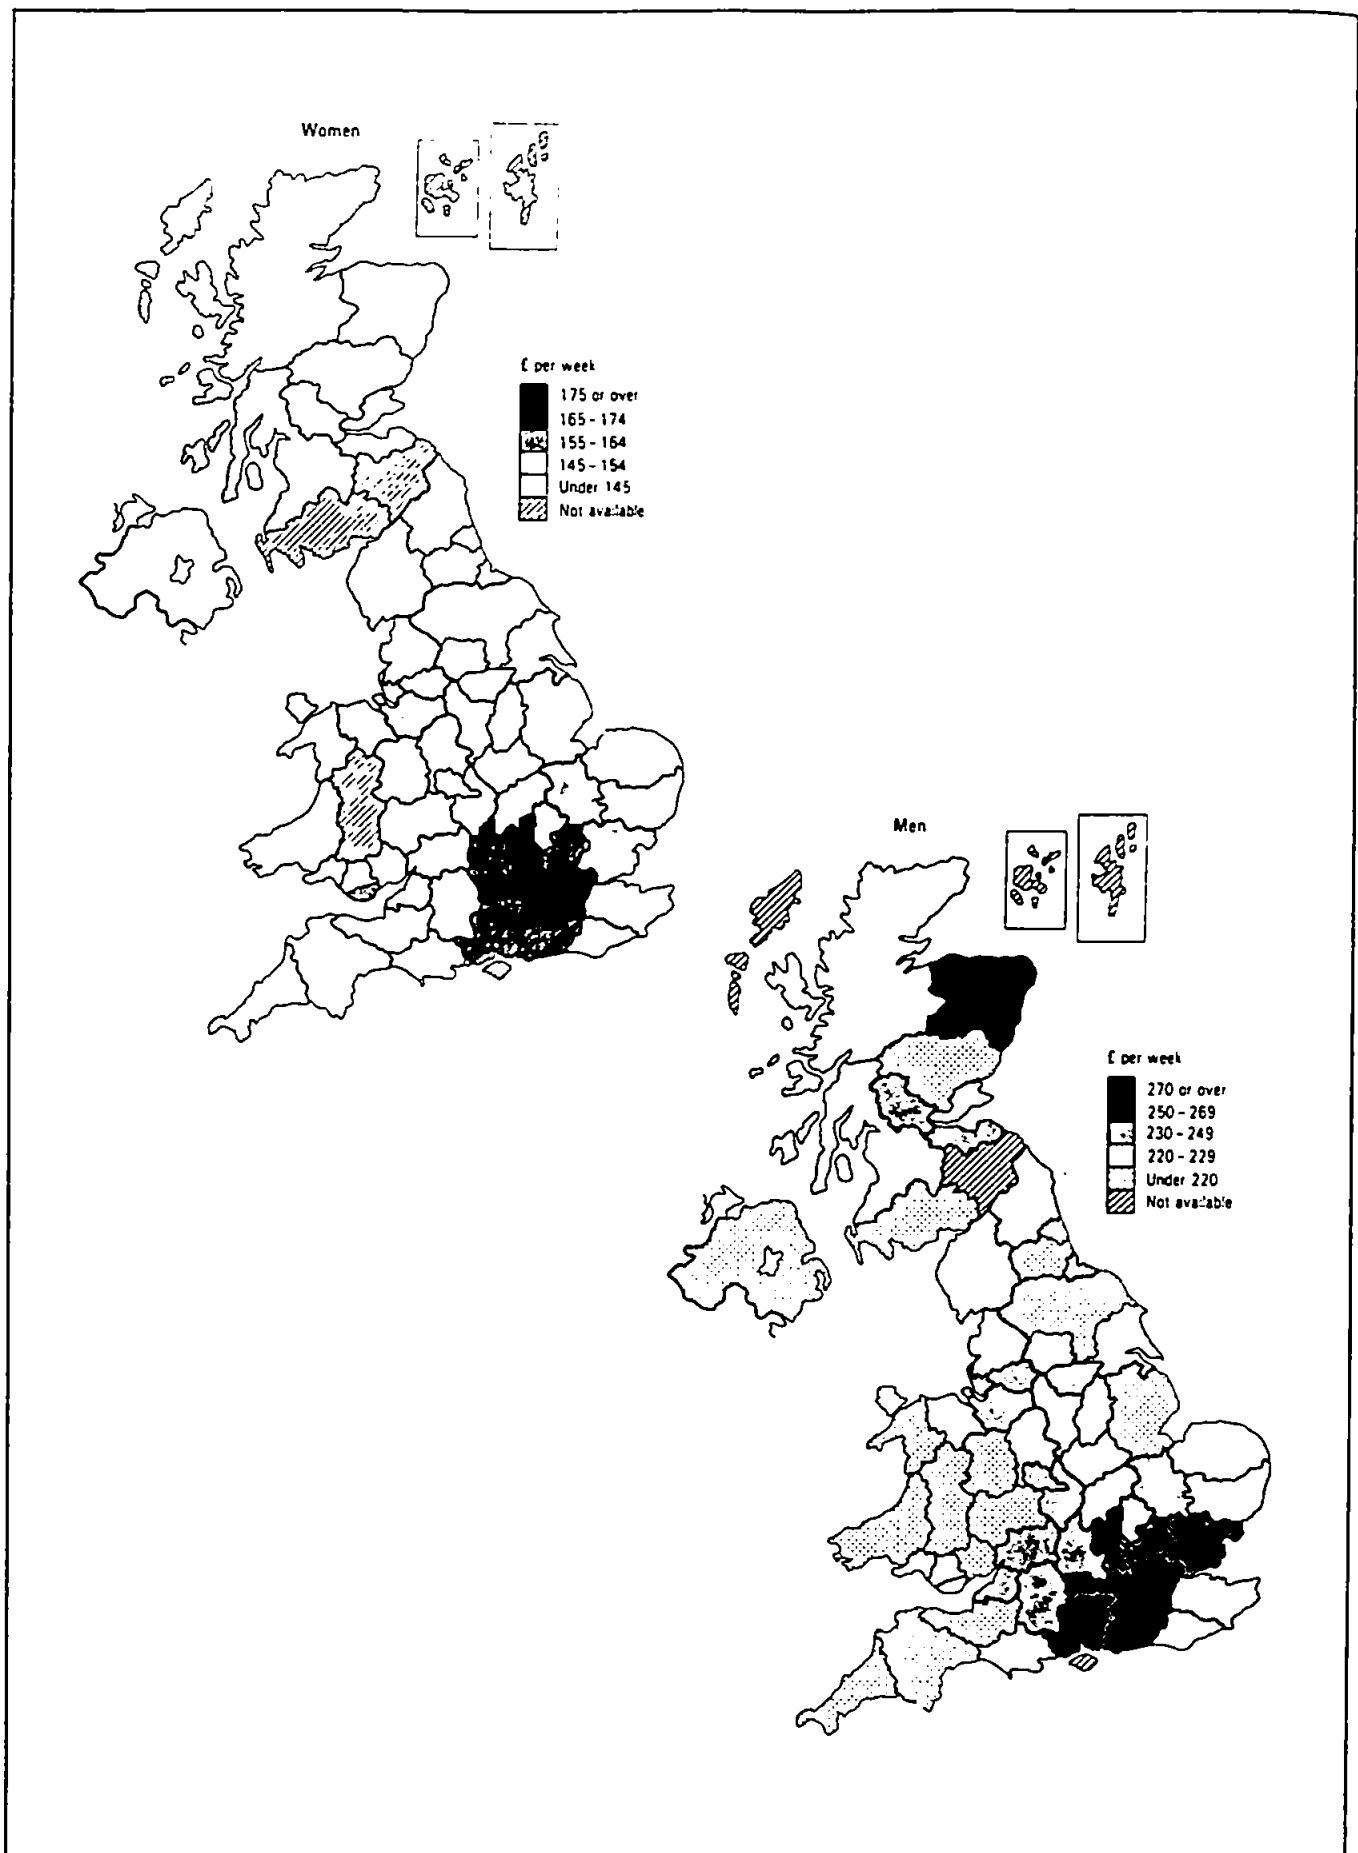 Women
£ per week
175 or over
165 - 174
155 - 164
145 - 154
Under 145
Not available
Men
£ per week
270 or over
250 - 269
230 - 249
220 - 229
Under 220
Not available